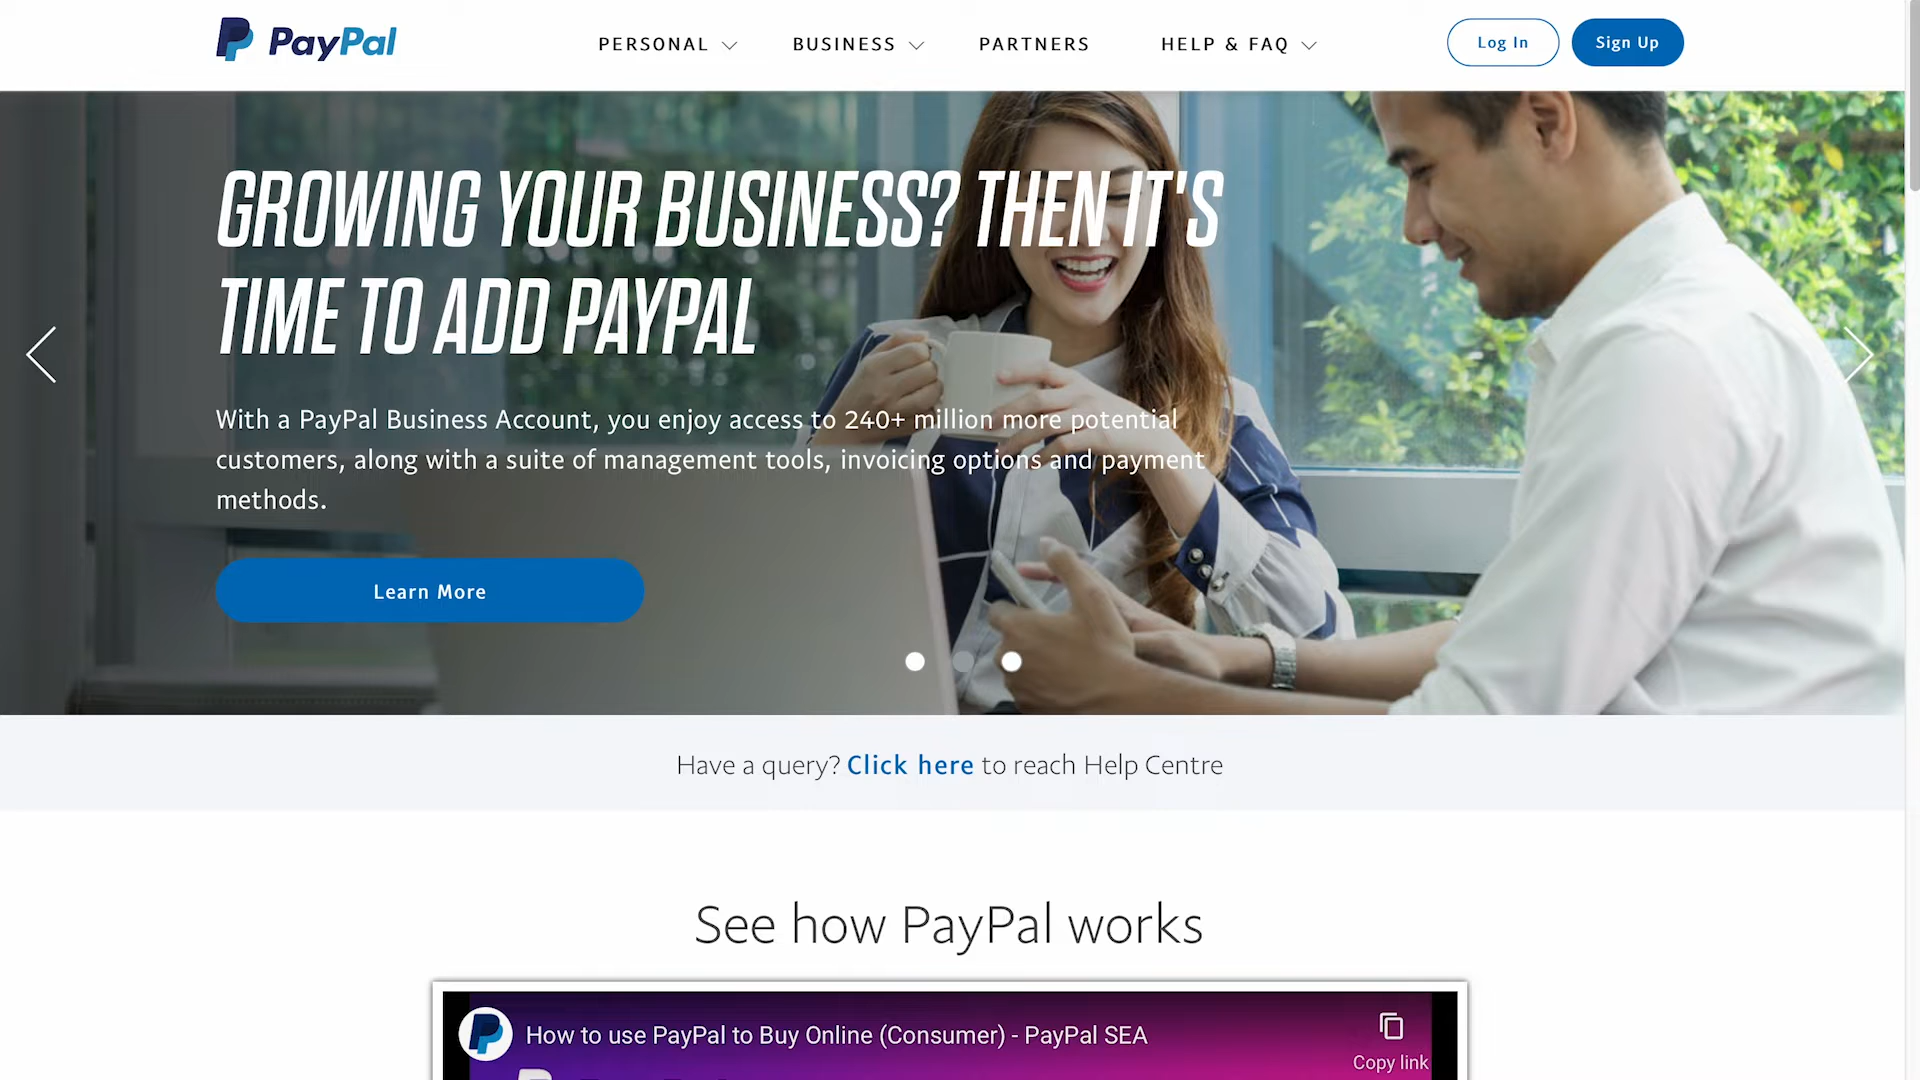 PayPal
PERSONAL
BUSINESS
PARTNERS
HELP & FAQ
Log In
Sign Up
GROWING YOUR BUSINESS? THEN IT'S
TIME TO ADD PAYPAL
With a PayPal Business Account, you enjoy access to 240+ million more potential
customers, along with a suite of management tools, invoicing options and payment
methods.
Learn More
Have a query? Click here to reach Help Centre
See how PayPal works
How to use PayPal to Buy Online (Consumer) - PayPal SEA
Copy link